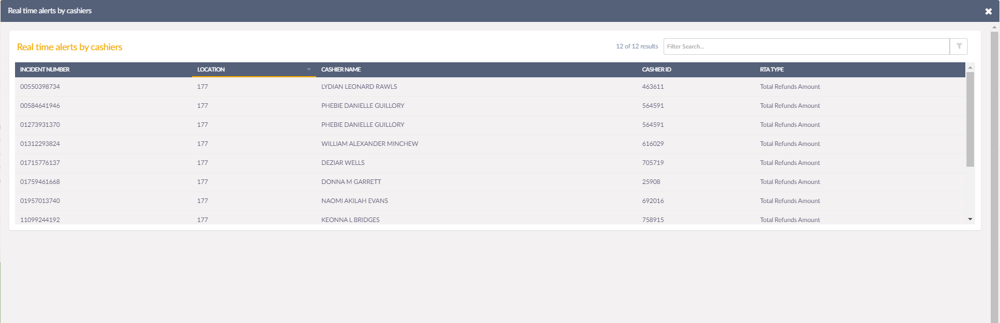 Real time alerts by cashiers
Real time alerts by cashiers
12 of 12 results
Filter Search...
INCIDENT NUMBER LOCATION CASHIER NAME CASHIER ID RTA TYPE
00550398734 177 LYDIAN LEONARD RAWLS 463611 Total Refunds Amount
00584641946 177 PHEBIE DANIELLE GUILLORY 564591 Total Refunds Amount
01273931370 177 PHEBIE DANIELLE GUILLORY 564591 Total Refunds Amount
01312293824 177 WILLIAM ALEXANDER MINCHEW 616029 Total Refunds Amount
01715776137 177 DEZIAR WELLS 705719 Total Refunds Amount
01759461668 177 DONNA M GARRETT 25908 Total Refunds Amount
01957013740 177 NAOMI AKILAH EVANS 692016 Total Refunds Amount
11099244192 177 KEONNA L BRIDGES 758915 Total Refunds Amount